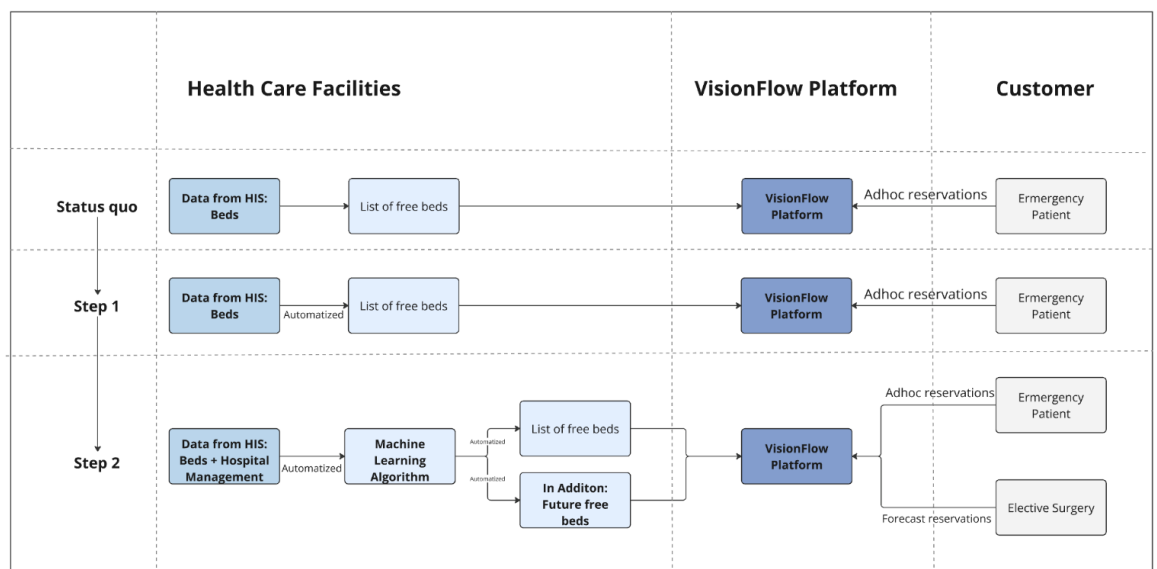 Health Care Facilities
VisionFlow Platform
Customer
Status quo
Data from HIS:
Beds
List of free beds
VisionFlow
Platform
Adhoc reservations
Ermergency
Patient
Step 1
Data from HIS:
Beds
Automatized
List of free beds
VisionFlow
Platform
Adhoc reservations
Ermergency
Patient
Step 2
Data from HIS:
Beds + Hospital
Management
Automatized
Machine
Learning
Algorithm
Automatized
Automatized
List of free beds
In Additon:
Future free
beds
VisionFlow
Platform
Adhoc reservations
Forecast reservations
Ermergency
Patient
Elective Surgery